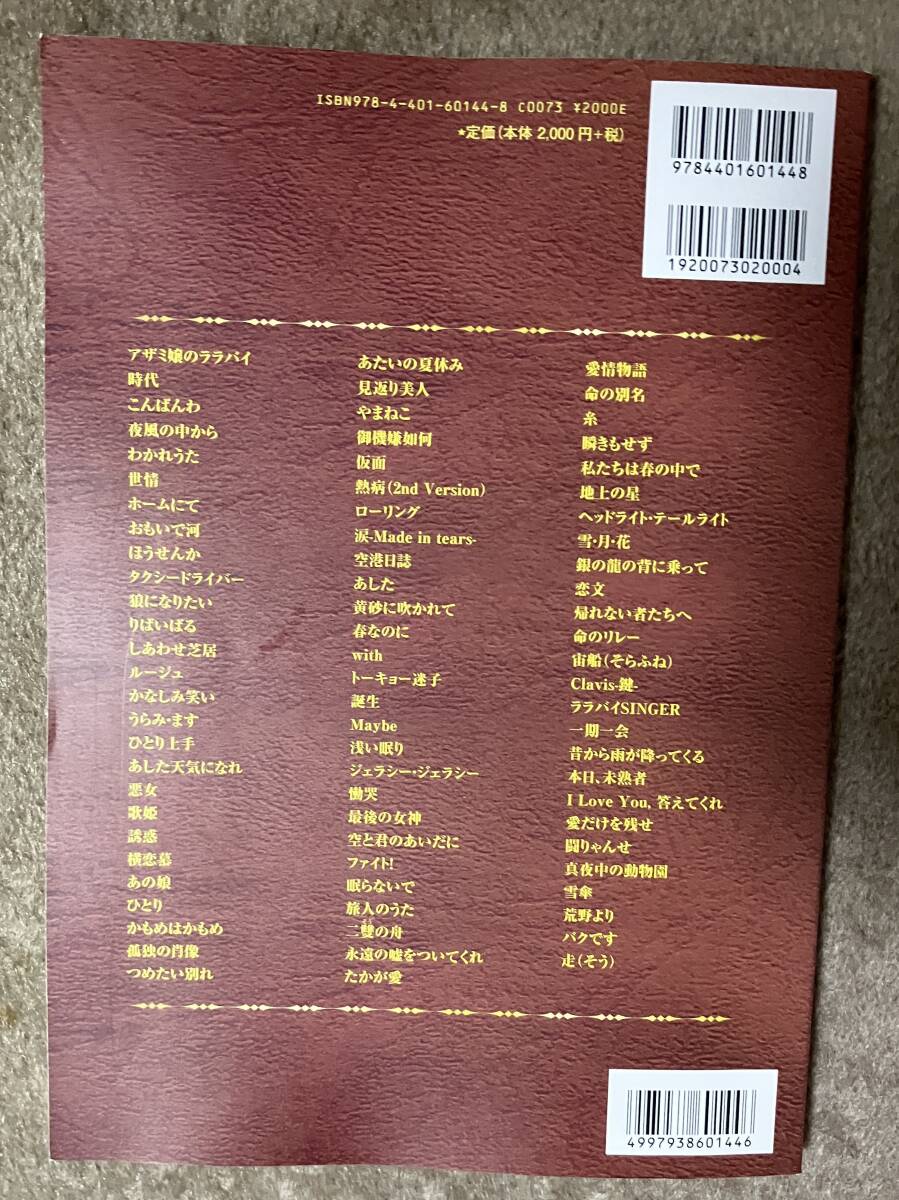 ISBN978-4-401-60144-8 C0073 ¥2000E
★定価(本体 2,000円+税)
9784401601448
1920073020004
アザミ嬢のララバイ
時代
こんばんわ
夜風の中から
わかれうた
世情
ホームにて
おもいで河
ほうせんか
タクシードライバー
狼になりたい
りばいばる
しあわせ芝居
ルージュ
かなしみ笑い
うらみ・ます
ひとり上手
あした天気になれ
悪女
歌姫
誘惑
横恋慕
あの娘
ひとり
かもめはかもめ
孤独の肖像
つめたい別れ
あたいの夏休み
見返り美人
やまねこ
御機嫌如何
仮面
熱病(2nd Version)
ローリング
涙-Made in tears-
空港日誌
あした
黄砂に吹かれて
春なのに
with
トーキョー迷子
誕生
Maybe
浅い眠り
ジェラシー・ジェラシー
慟哭
最後の女神
空と君のあいだに
ファイト!
眠らないで
旅人のうた
二雙の舟
永遠の嘘をついてくれ
たかが愛
愛情物語
命の別名
糸
瞬きもせず
私たちは春の中で
地上の星
ヘッドライト・テールライト
雪・月・花
銀の龍の背に乗って
恋文
帰れない者たちへ
命のリレー
宙船(そらふね)
Clavis-鍵-
ララバイSINGER
一期一会
昔から雨が降ってくる
本日、未熟者
I Love You, 答えてくれ
愛だけを残せ
闘りゃんせ
真夜中の動物園
雪傘
荒野より
バクです
走(そう)
4997938601446